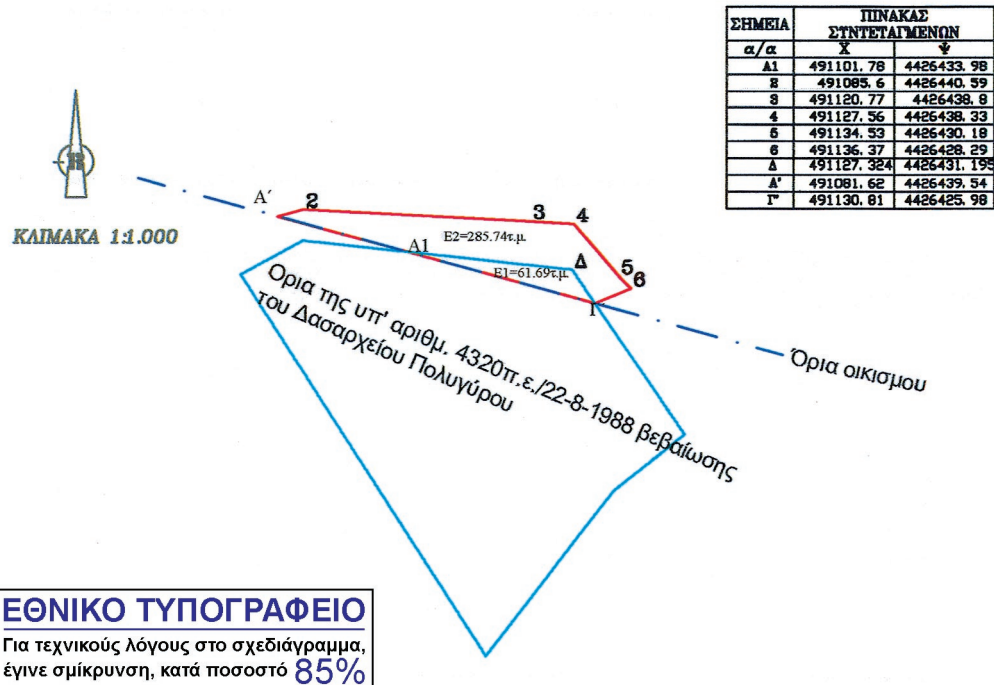 ΣΗΜΕΙΑ ΠΙΝΑΚΑΣ ΣΥΝΤΕΤΑΓΜΕΝΩΝ
α/α Χ Ψ
A1 491101.78 4426433.98
2 491085.6 4426440.59
3 491120.77 4426438.8
4 491127.56 4426438.33
5 491134.53 4426430.18
6 491136.37 4426428.29
Δ 491127.324 4426431.195
Α' 491081.62 4426439.54
Γ' 491130.81 4426425.98
ΚΛΙΜΑΚΑ 1:1.000
Α΄
2
3
4
E2=285.74τ.μ.
A1
Δ
E1=61.69τ.μ.
5
6
Γ
Όρια της υπ' αριθμ. 4320π.ε./22-8-1988 βεβαίωσης
του Δασαρχείου Πολυγύρου
Όρια οικισμου
ΕΘΝΙΚΟ ΤΥΠΟΓΡΑΦΕΙΟ
Για τεχνικούς λόγους στο σχεδιάγραμμα,
έγινε σμίκρυνση, κατά ποσοστό 85%